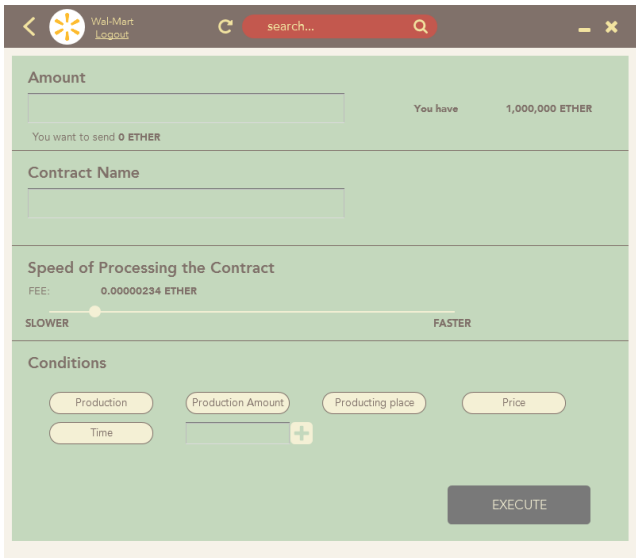 Wal-Mart
Logout
search...
Amount
You have 1,000,000 ETHER
You want to send 0 ETHER
Contract Name
Speed of Processing the Contract
FEE: 0.00000234 ETHER
SLOWER FASTER
Conditions
Production Production Amount Producting place Price
Time
EXECUTE